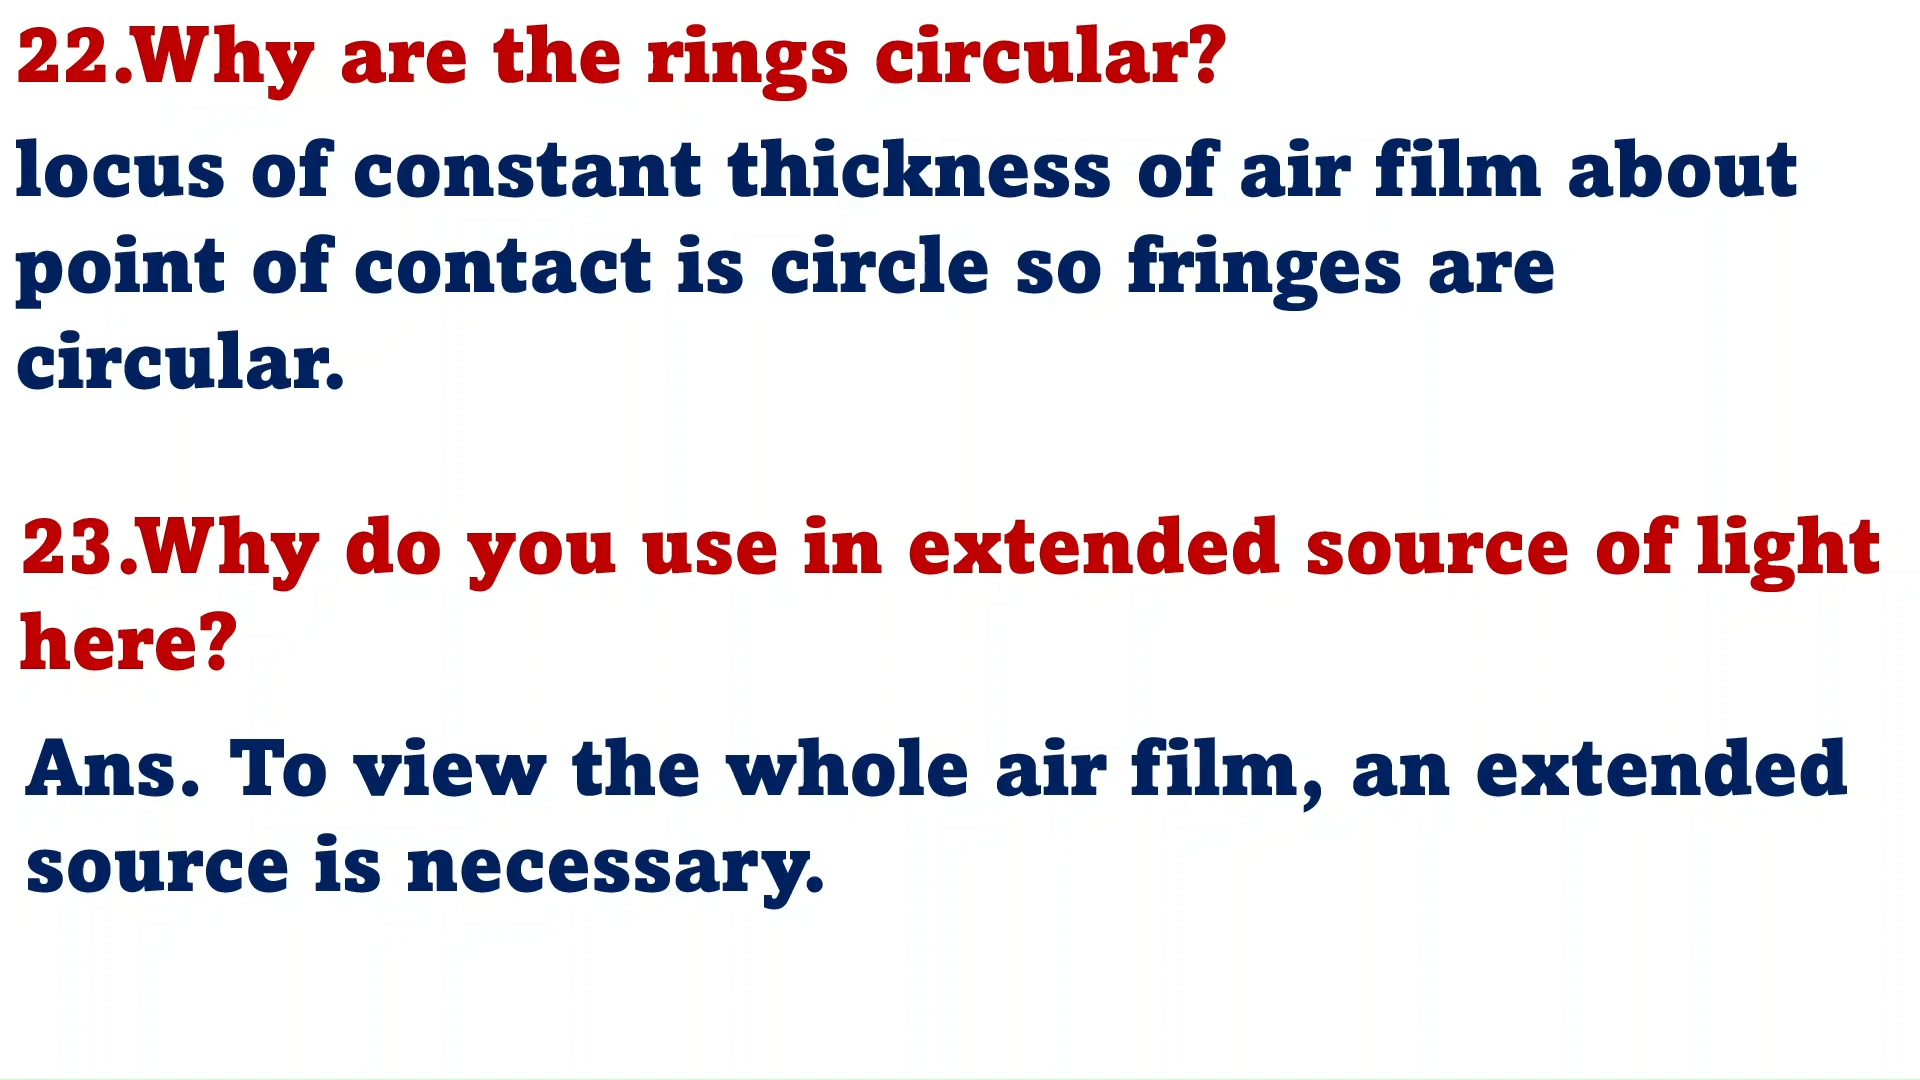 22.Why are the rings circular?
locus of constant thickness of air film about
point of contact is circle so fringes are
circular.
23.Why do you use in extended source of light
here?
Ans. To view the whole air film, an extended
source is necessary.